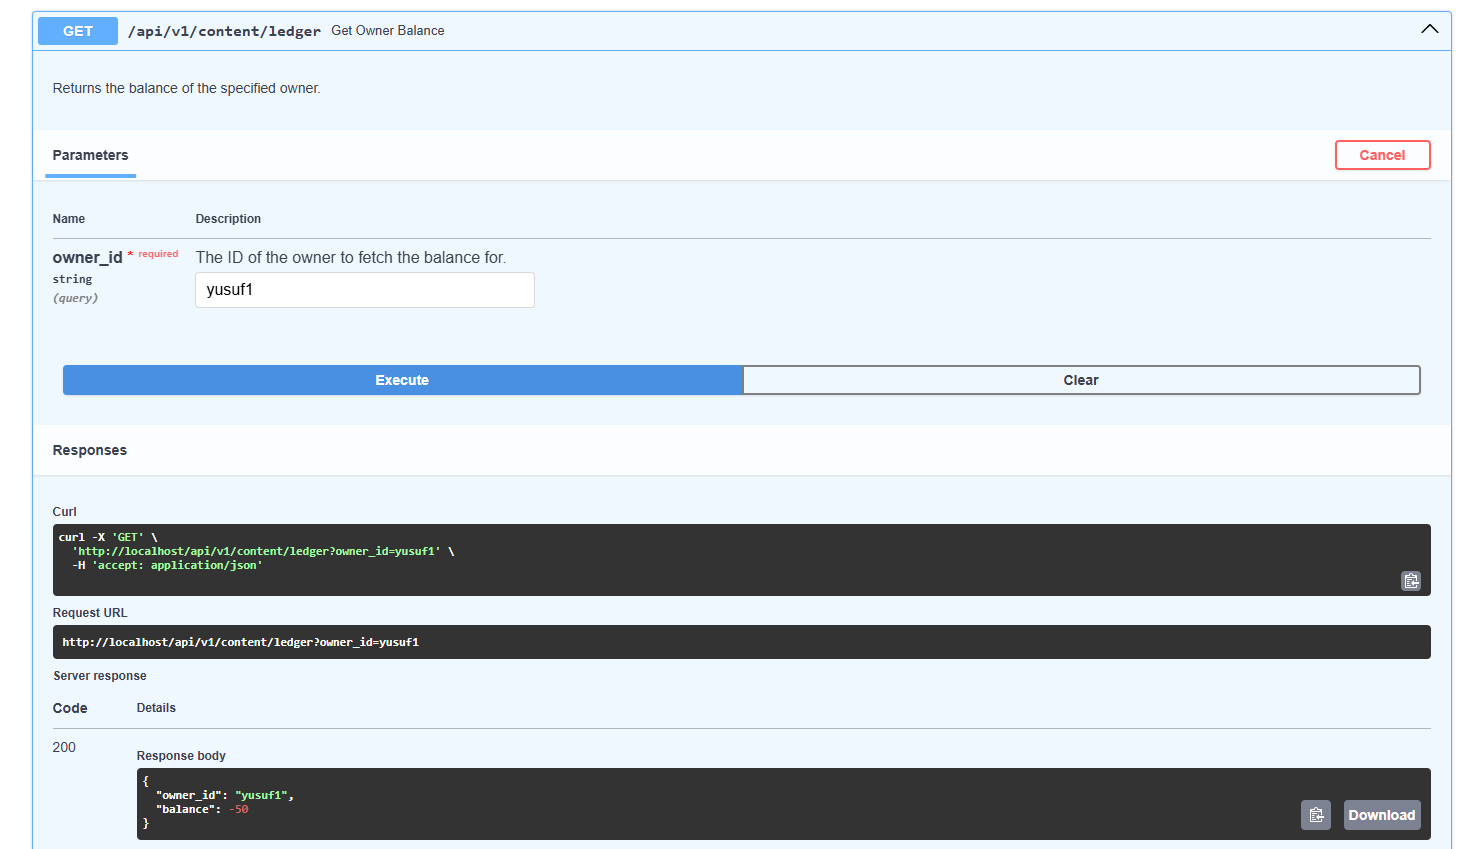 GET /api/v1/content/ledger Get Owner Balance
Returns the balance of the specified owner.
Parameters Cancel
Name Description
owner_id * required The ID of the owner to fetch the balance for.
string
(query)
yusuf1
Execute Clear
Responses
Curl
curl -X 'GET' \
'http://localhost/api/v1/content/ledger?owner_id=yusuf1' \
-H 'accept: application/json'
Request URL
http://localhost/api/v1/content/ledger?owner_id=yusuf1
Server response
Code Details
200
Response body
{
"owner_id": "yusuf1",
"balance": -50
}
Download